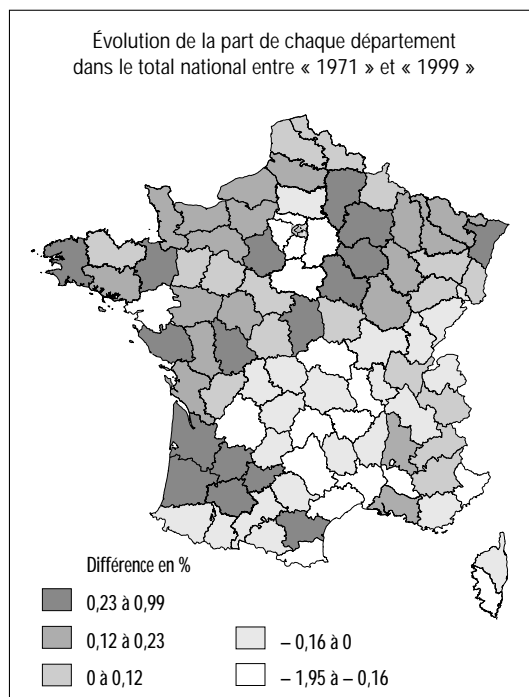 Évolution de la part de chaque département
dans le total national entre « 1971 » et « 1999 »
Différence en %
0,23 à 0,99
0,12 à 0,23
0 à 0,12
– 0,16 à 0
– 1,95 à – 0,16